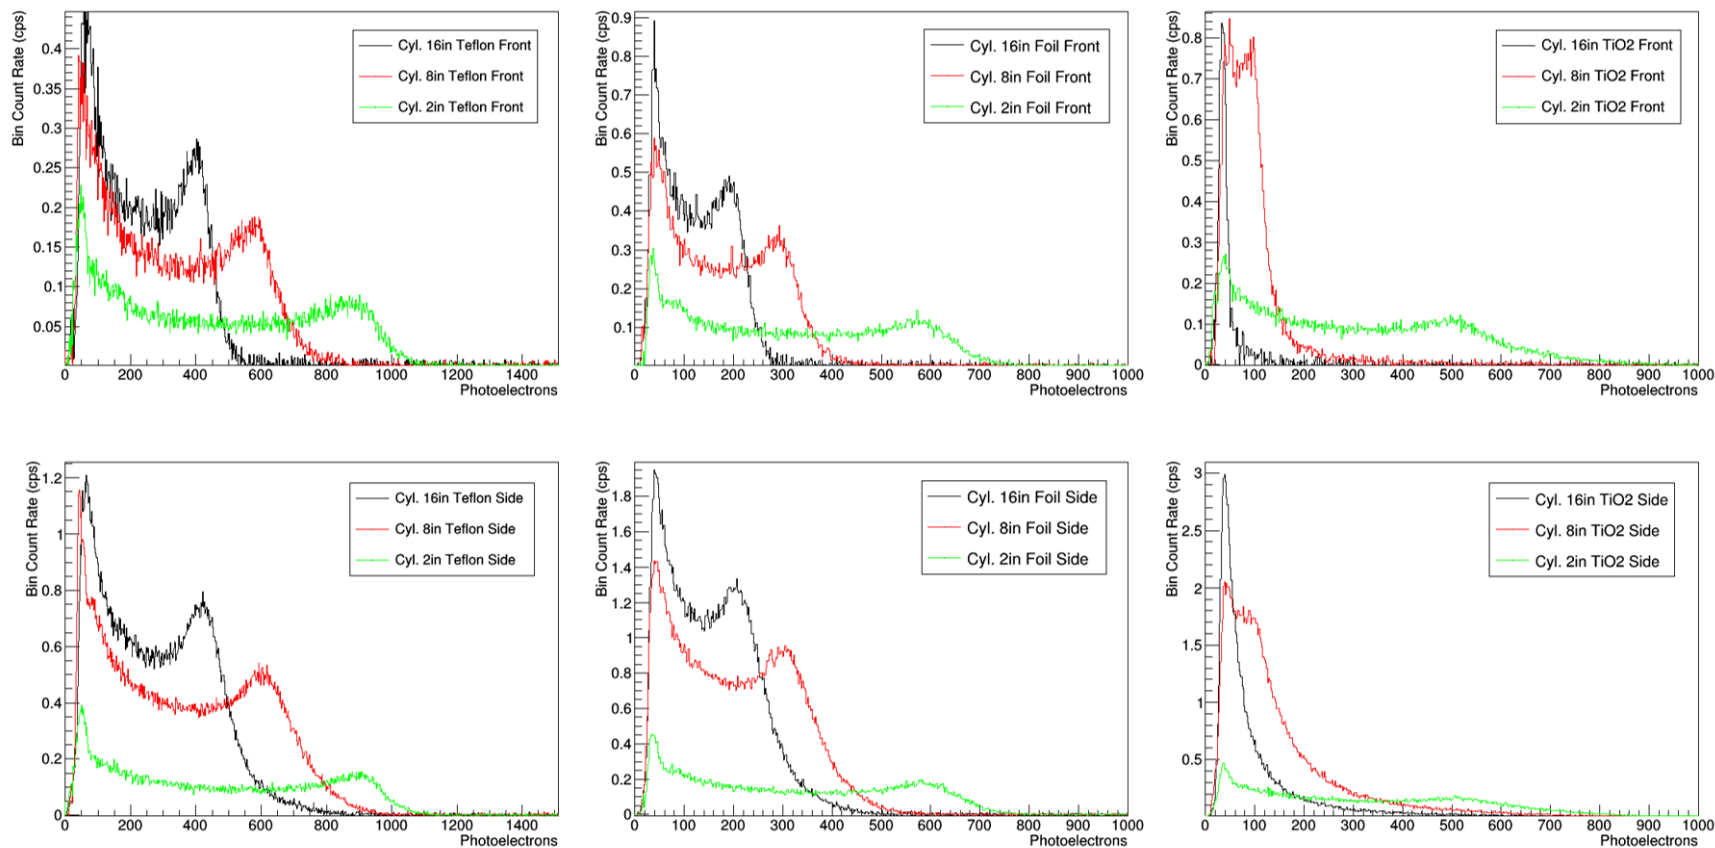 Bin Count Rate (cps)
0.4
0.35
0.3
0.25
0.2
0.15
0.1
0.05
Cyl. 16in Teflon Front
Cyl. 8in Teflon Front
Cyl. 2in Teflon Front
0 200 400 600 800 1000 1200 1400
Photoelectrons
Bin Count Rate (cps)
0.9
0.8
0.7
0.6
0.5
0.4
0.3
0.2
0.1
Cyl. 16in Foil Front
Cyl. 8in Foil Front
Cyl. 2in Foil Front
0 100 200 300 400 500 600 700 800 900 1000
Photoelectrons
Bin Count Rate (cps)
0.8
0.7
0.6
0.5
0.4
0.3
0.2
0.1
0
Cyl. 16in TiO2 Front
Cyl. 8in TiO2 Front
Cyl. 2in TiO2 Front
0 100 200 300 400 500 600 700 800 900 1000
Photoelectrons
Bin Count Rate (cps)
1.2
1
0.8
0.6
0.4
0.2
0
Cyl. 16in Teflon Side
Cyl. 8in Teflon Side
Cyl. 2in Teflon Side
0 200 400 600 800 1000 1200 1400
Photoelectrons
Bin Count Rate (cps)
1.8
1.6
1.4
1.2
1
0.8
0.6
0.4
0.2
0
Cyl. 16in Foil Side
Cyl. 8in Foil Side
Cyl. 2in Foil Side
0 100 200 300 400 500 600 700 800 900 1000
Photoelectrons
Bin Count Rate (cps)
3
2.5
2
1.5
1
0.5
Cyl. 16in TiO2 Side
Cyl. 8in TiO2 Side
Cyl. 2in TiO2 Side
0 100 200 300 400 500 600 700 800 900 1000
Photoelectrons